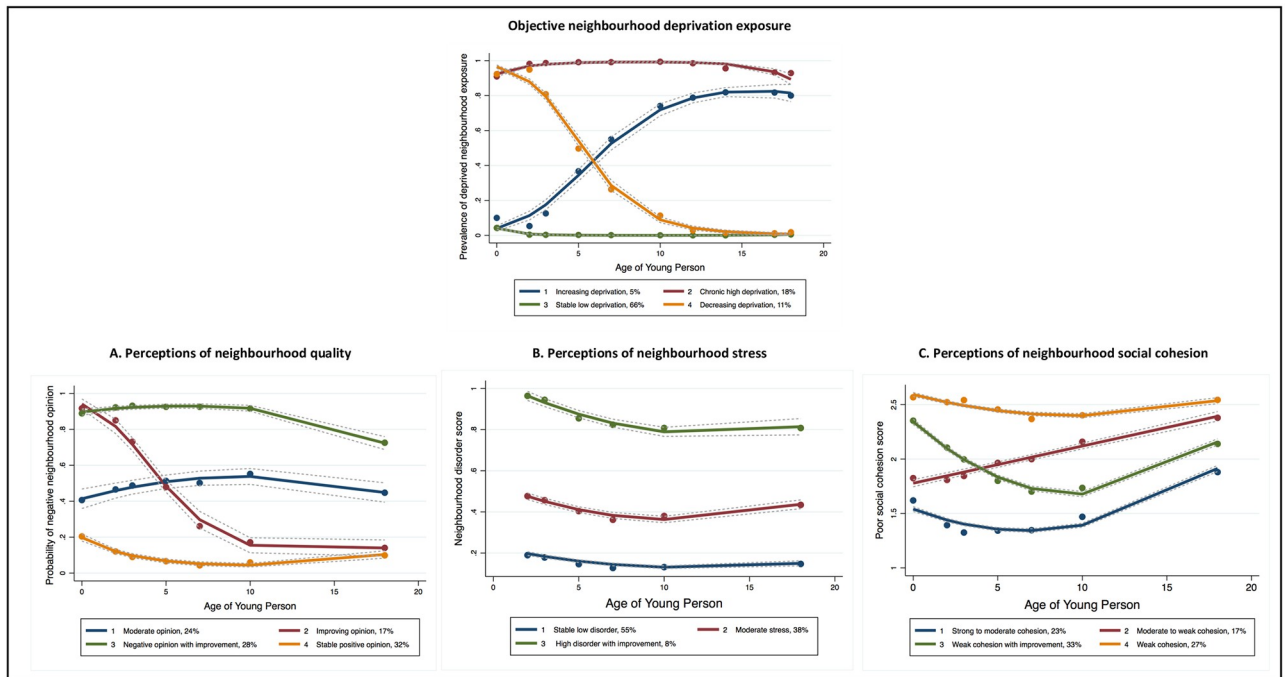 Objective neighbourhood deprivation exposure
Prevalence of deprived neighbourhood exposure
1
.8
.6
.4
.2
0
0 5 10 15 20
Age of Young Person
1 Increasing deprivation, 5% 2 Chronic high deprivation, 18%
3 Stable low deprivation, 66% 4 Decreasing deprivation, 11%
A. Perceptions of neighbourhood quality
Probability of negative neighbourhood opinion
1
.8
.6
.4
.2
0
0 5 10 15 20
Age of Young Person
1 Moderate opinion, 24% 2 Improving opinion, 17%
3 Negative opinion with improvement, 28% 4 Stable positive opinion, 32%
B. Perceptions of neighbourhood stress
Neighbourhood disorder score
1
.8
.6
.4
.2
0 5 10 15 20
Age of Young Person
1 Stable low disorder, 55% 2 Moderate stress, 38%
3 High disorder with improvement, 8%
C. Perceptions of neighbourhood social cohesion
Poor social cohesion score
2.5
2
1.5
1
0 5 10 15 20
Age of Young Person
1 Strong to moderate cohesion, 23% 2 Moderate to weak cohesion, 17%
3 Weak cohesion with improvement, 33% 4 Weak cohesion, 27%